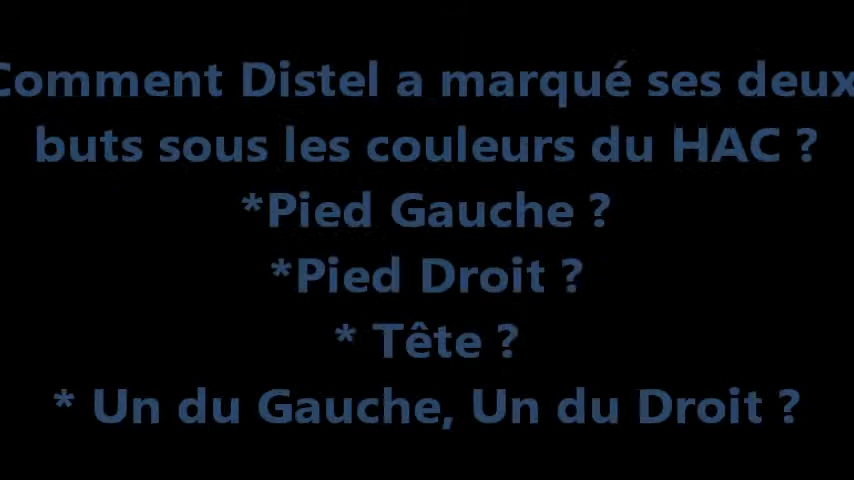 Comment Distel a marqué ses deux
buts sous les couleurs du HAC ?
*Pied Gauche ?
*Pied Droit ?
* Tête ?
* Un du Gauche, Un du Droit ?